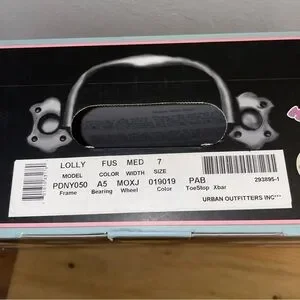 LOLLY FUS MED 7
MODEL COLOR WIDTH SIZE
PDNY050 A5 MOXJ 019019 PAB
Frame Bearing Wheel Color ToeStop Xbar
293895-1
URBAN OUTFITTERS INC***